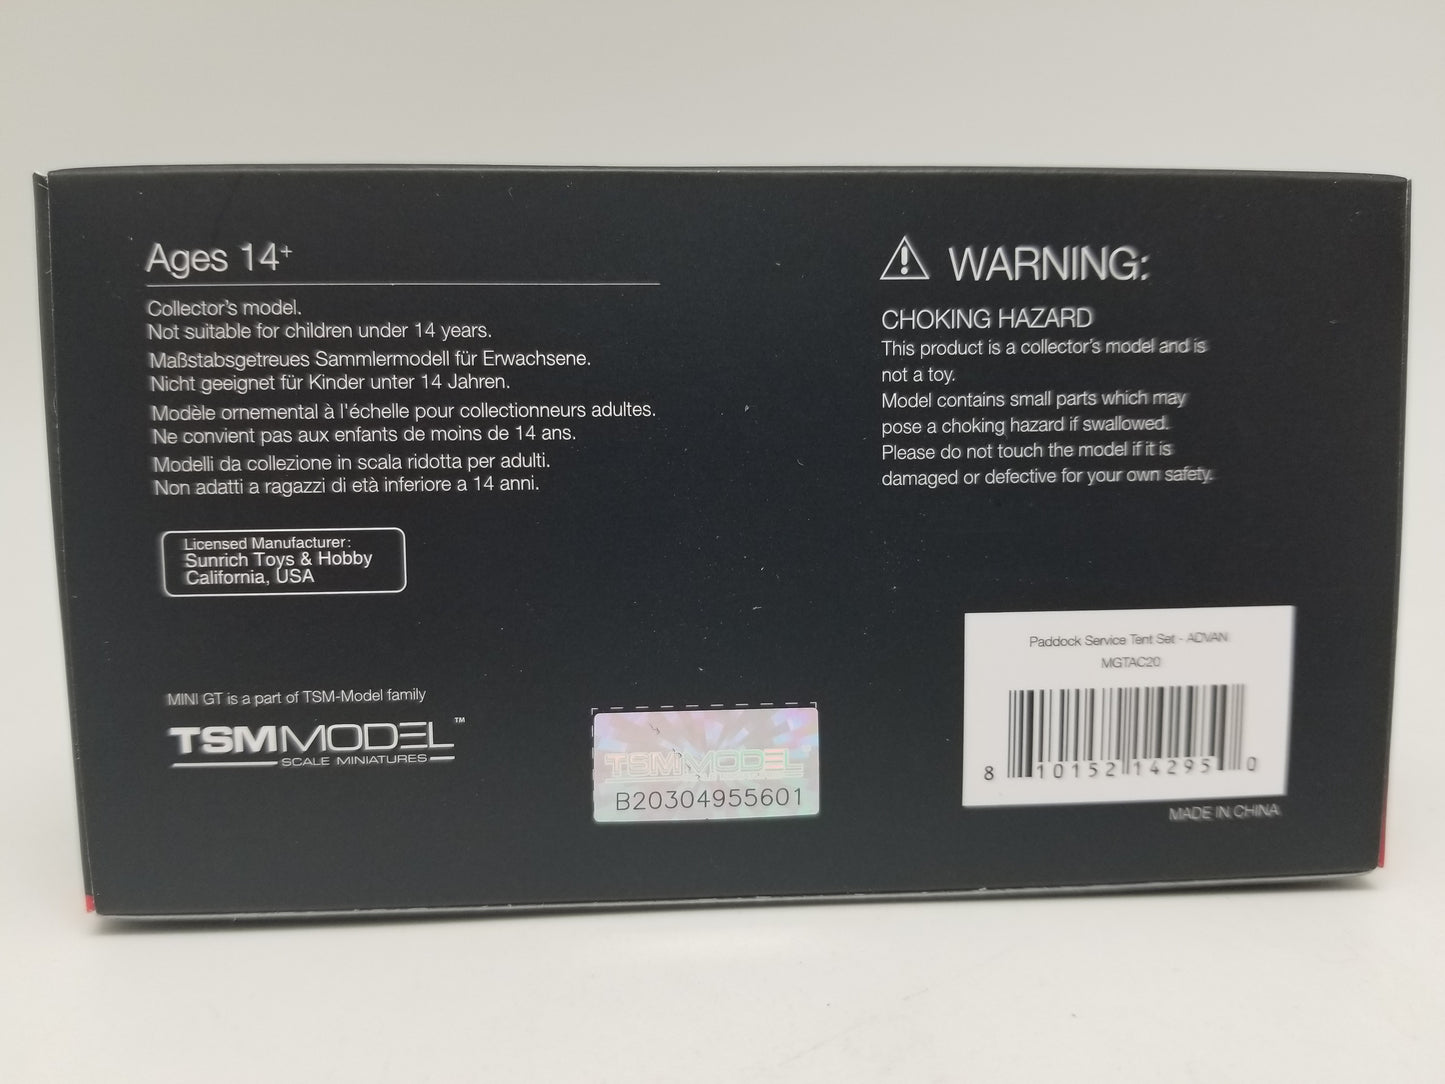 Ages 14+
Collector's model.
Not suitable for children under 14 years.
Maßstabsgetreues Sammlermodell für Erwachsene.
Nicht geeignet für Kinder unter 14 Jahren.
Modèle ornemental à l'échelle pour collectionneurs adultes.
Ne convient pas aux enfants de moins de 14 ans.
Modelli da collezione in scala ridotta per adulti.
Non adatti a ragazzi di età inferiore a 14 anni.
Licensed Manufacturer:
Sunrich Toys & Hobby
California, USA
MINI GT is a part of TSM-Model family
TSMMODEL™
SCALE MINIATURES
TSMMODEL
SCALE MINIATURES
B20304955601
WARNING:
CHOKING HAZARD
This product is a collector's model and is
not a toy.
Model contains small parts which may
pose a choking hazard if swallowed.
Please do not touch the model if it is
damaged or defective for your own safety.
Paddock Service Tent Set - ADVAN
MGTAC20
8 10152 14295 0
MADE IN CHINA